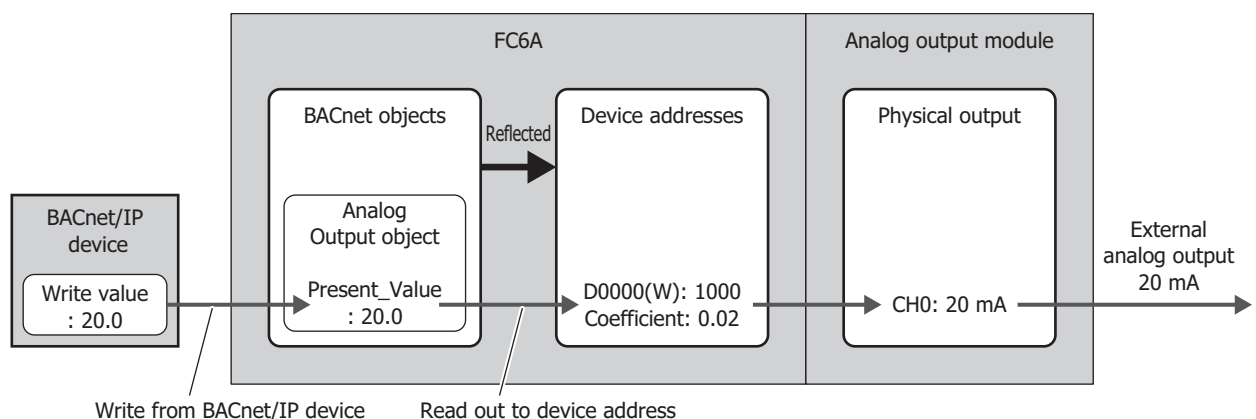 FC6A
Analog output module
BACnet objects
Reflected
Device addresses
Physical output
BACnet/IP
device
Write value
: 20.0
Analog
Output object
Present_Value
: 20.0
D0000(W): 1000
Coefficient: 0.02
CH0: 20 mA
External
analog output
20 mA
Write from BACnet/IP device
Read out to device address